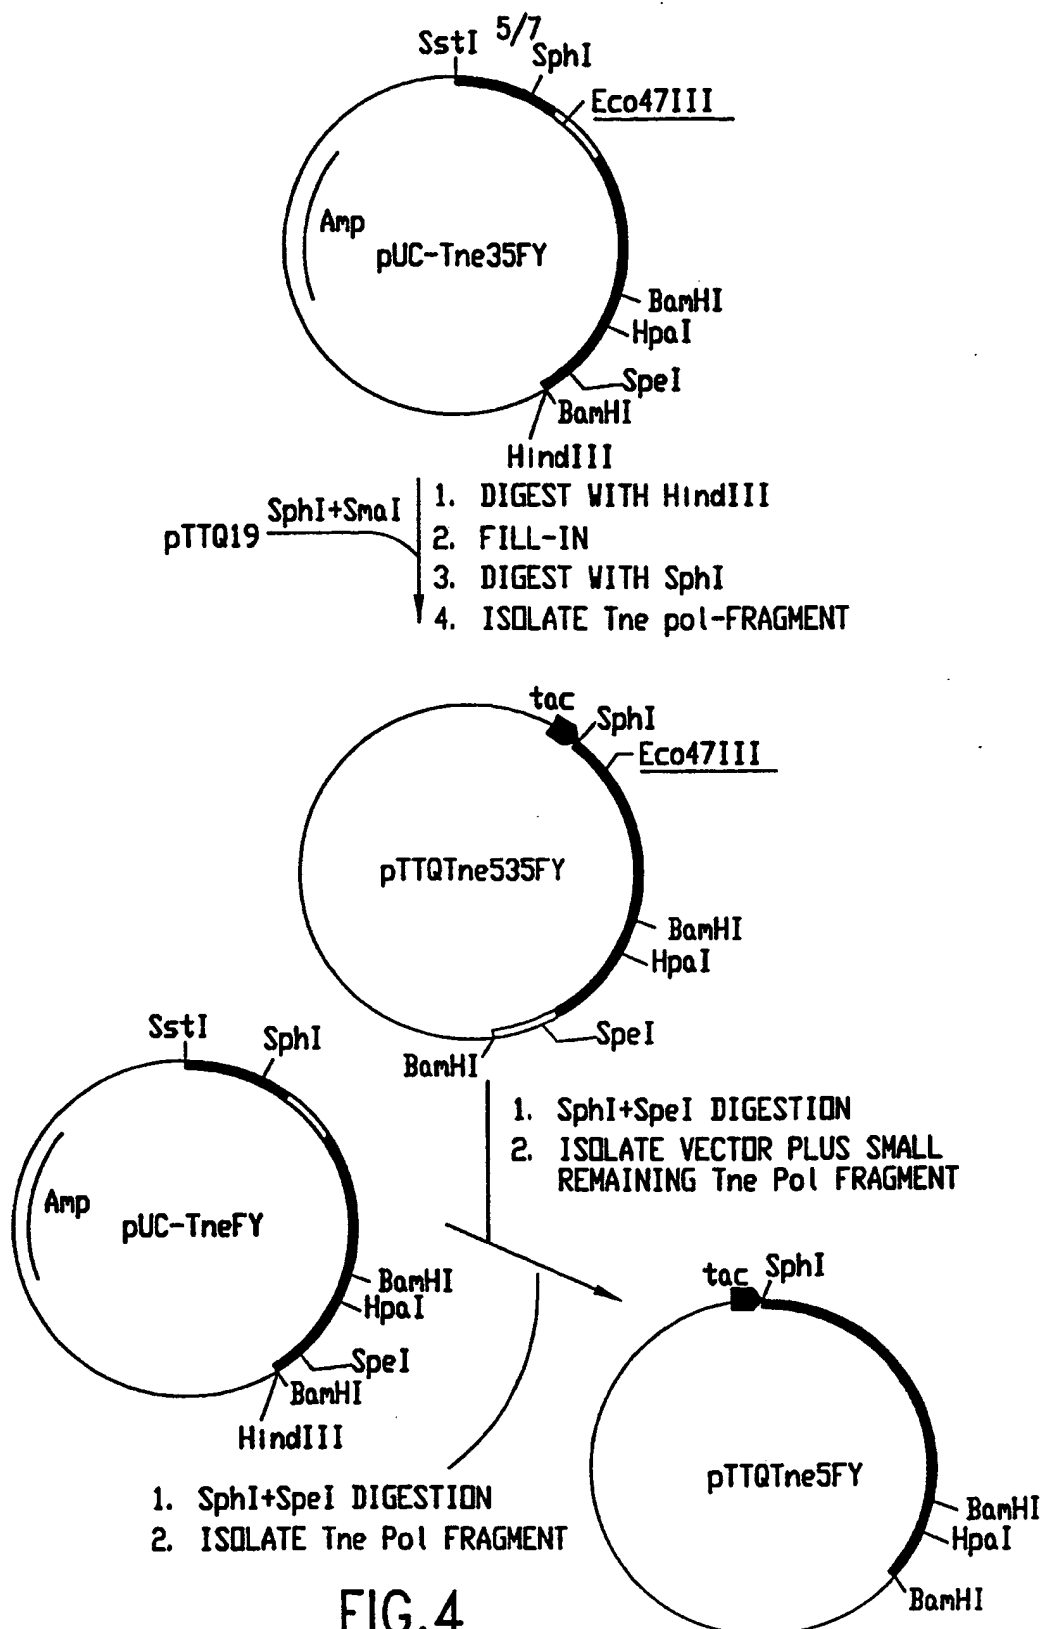 5/7
SstI
SphI
Eco47III
Amp
pUC-Tne35FY
BamHI
HpaI
SpeI
BamHI
HindIII
pTTQ19
SphI+SmaI
1. DIGEST WITH HindIII
2. FILL-IN
3. DIGEST WITH SphI
4. ISOLATE Tne pol-FRAGMENT
tac
SphI
Eco47III
pTTQTne535FY
BamHI
HpaI
SpeI
BamHI
1. SphI+SpeI DIGESTION
2. ISOLATE VECTOR PLUS SMALL
REMAINING Tne Pol FRAGMENT
SstI
SphI
Amp
pUC-TneFY
BamHI
HpaI
SpeI
BamHI
HindIII
1. SphI+SpeI DIGESTION
2. ISOLATE Tne Pol FRAGMENT
tac
SphI
pTTQTne5FY
BamHI
HpaI
BamHI
FIG.4